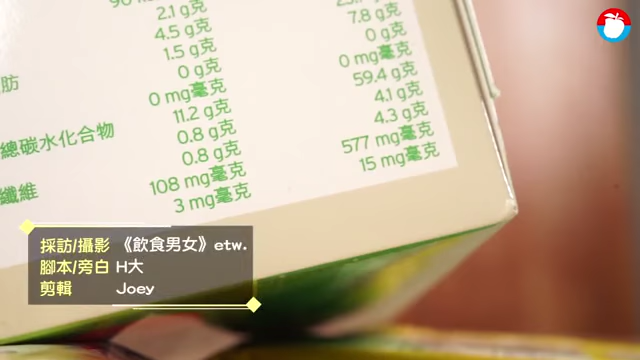 2.1 g克
4.5 g克 7.8 g克
肪 1.5 g克 0 g克
0 g克 0 mg毫克
0 mg毫克 59.4 g克
總碳水化合物 11.2 g克 4.1 g克
0.8 g克 4.3 g克
纖維 0.8 g克 577 mg毫克
108 mg毫克 15 mg毫克
3 mg毫克
採訪/攝影 《飲食男女》etw.
腳本/旁白 H大
剪輯 Joey